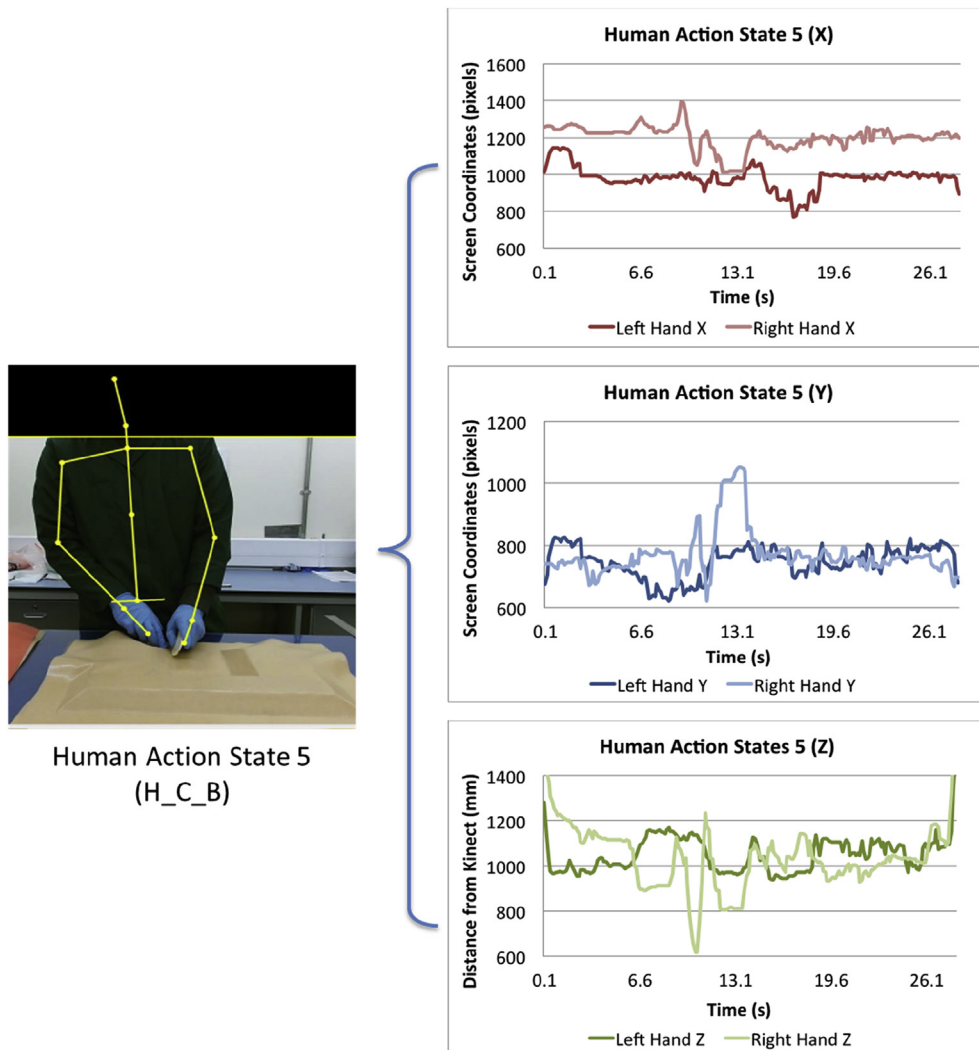 Human Action State 5 (X)
Screen Coordinates (pixels)
1600
1400
1200
1000
800
600
0.1 6.6 13.1 19.6 26.1
Time (s)
Left Hand X Right Hand X
Human Action State 5 (Y)
Screen Coordinates (pixels)
1200
1000
800
600
0.1 6.6 13.1 19.6 26.1
Time (s)
Left Hand Y Right Hand Y
Human Action State 5
(H_C_B)
Human Action States 5 (Z)
Distance from Kinect (mm)
1400
1200
1000
800
600
0.1 6.6 13.1 19.6 26.1
Time (s)
Left Hand Z Right Hand Z